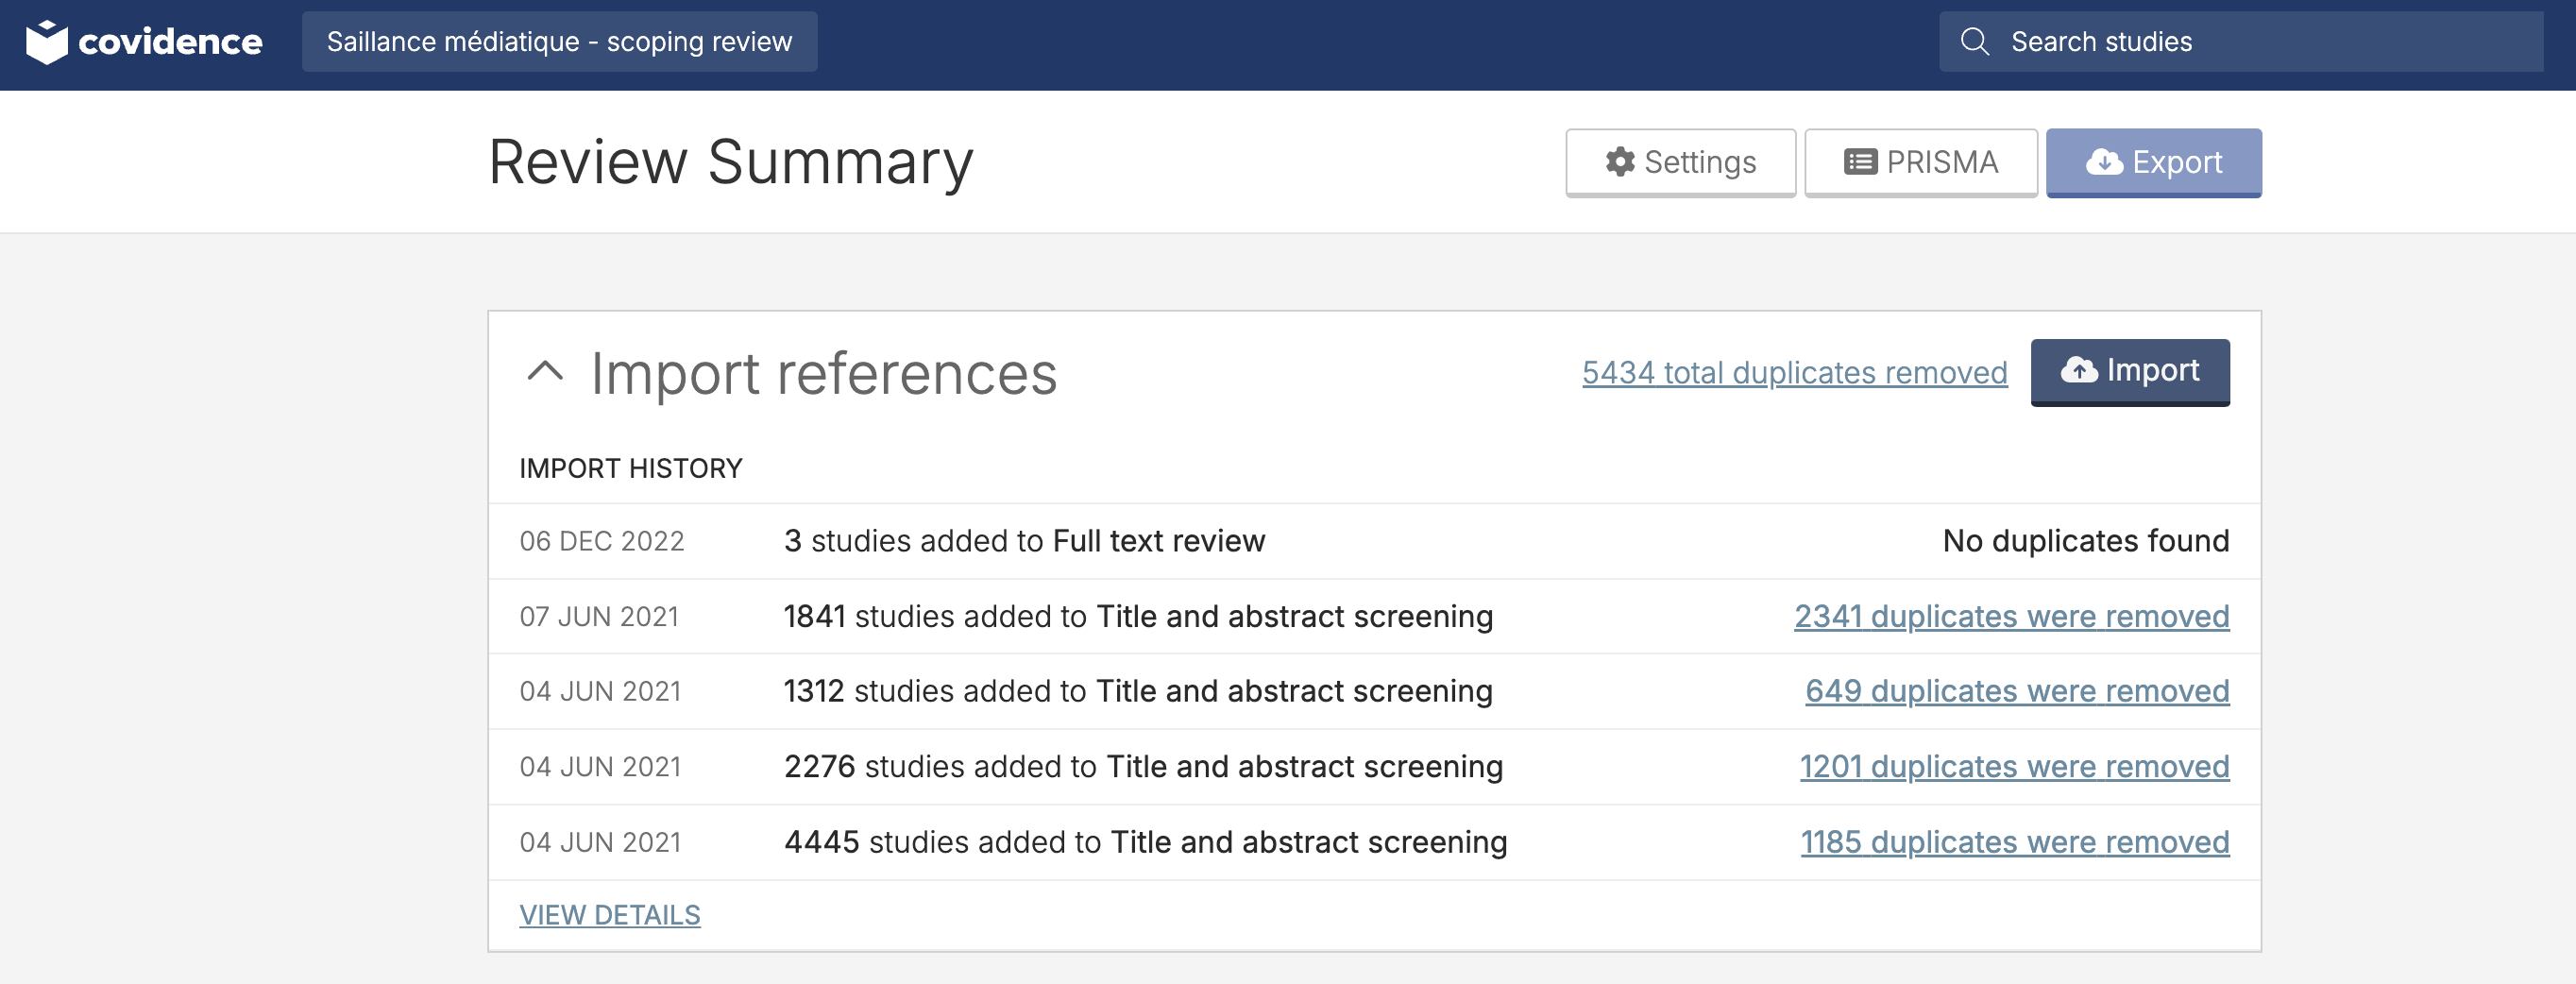 covidence
Saillance médiatique - scoping review
Search studies
Review Summary
Settings
PRISMA
Export
Import references
5434 total duplicates removed
Import
IMPORT HISTORY
06 DEC 2022 3 studies added to Full text review No duplicates found
07 JUN 2021 1841 studies added to Title and abstract screening 2341 duplicates were removed
04 JUN 2021 1312 studies added to Title and abstract screening 649 duplicates were removed
04 JUN 2021 2276 studies added to Title and abstract screening 1201 duplicates were removed
04 JUN 2021 4445 studies added to Title and abstract screening 1185 duplicates were removed
VIEW DETAILS